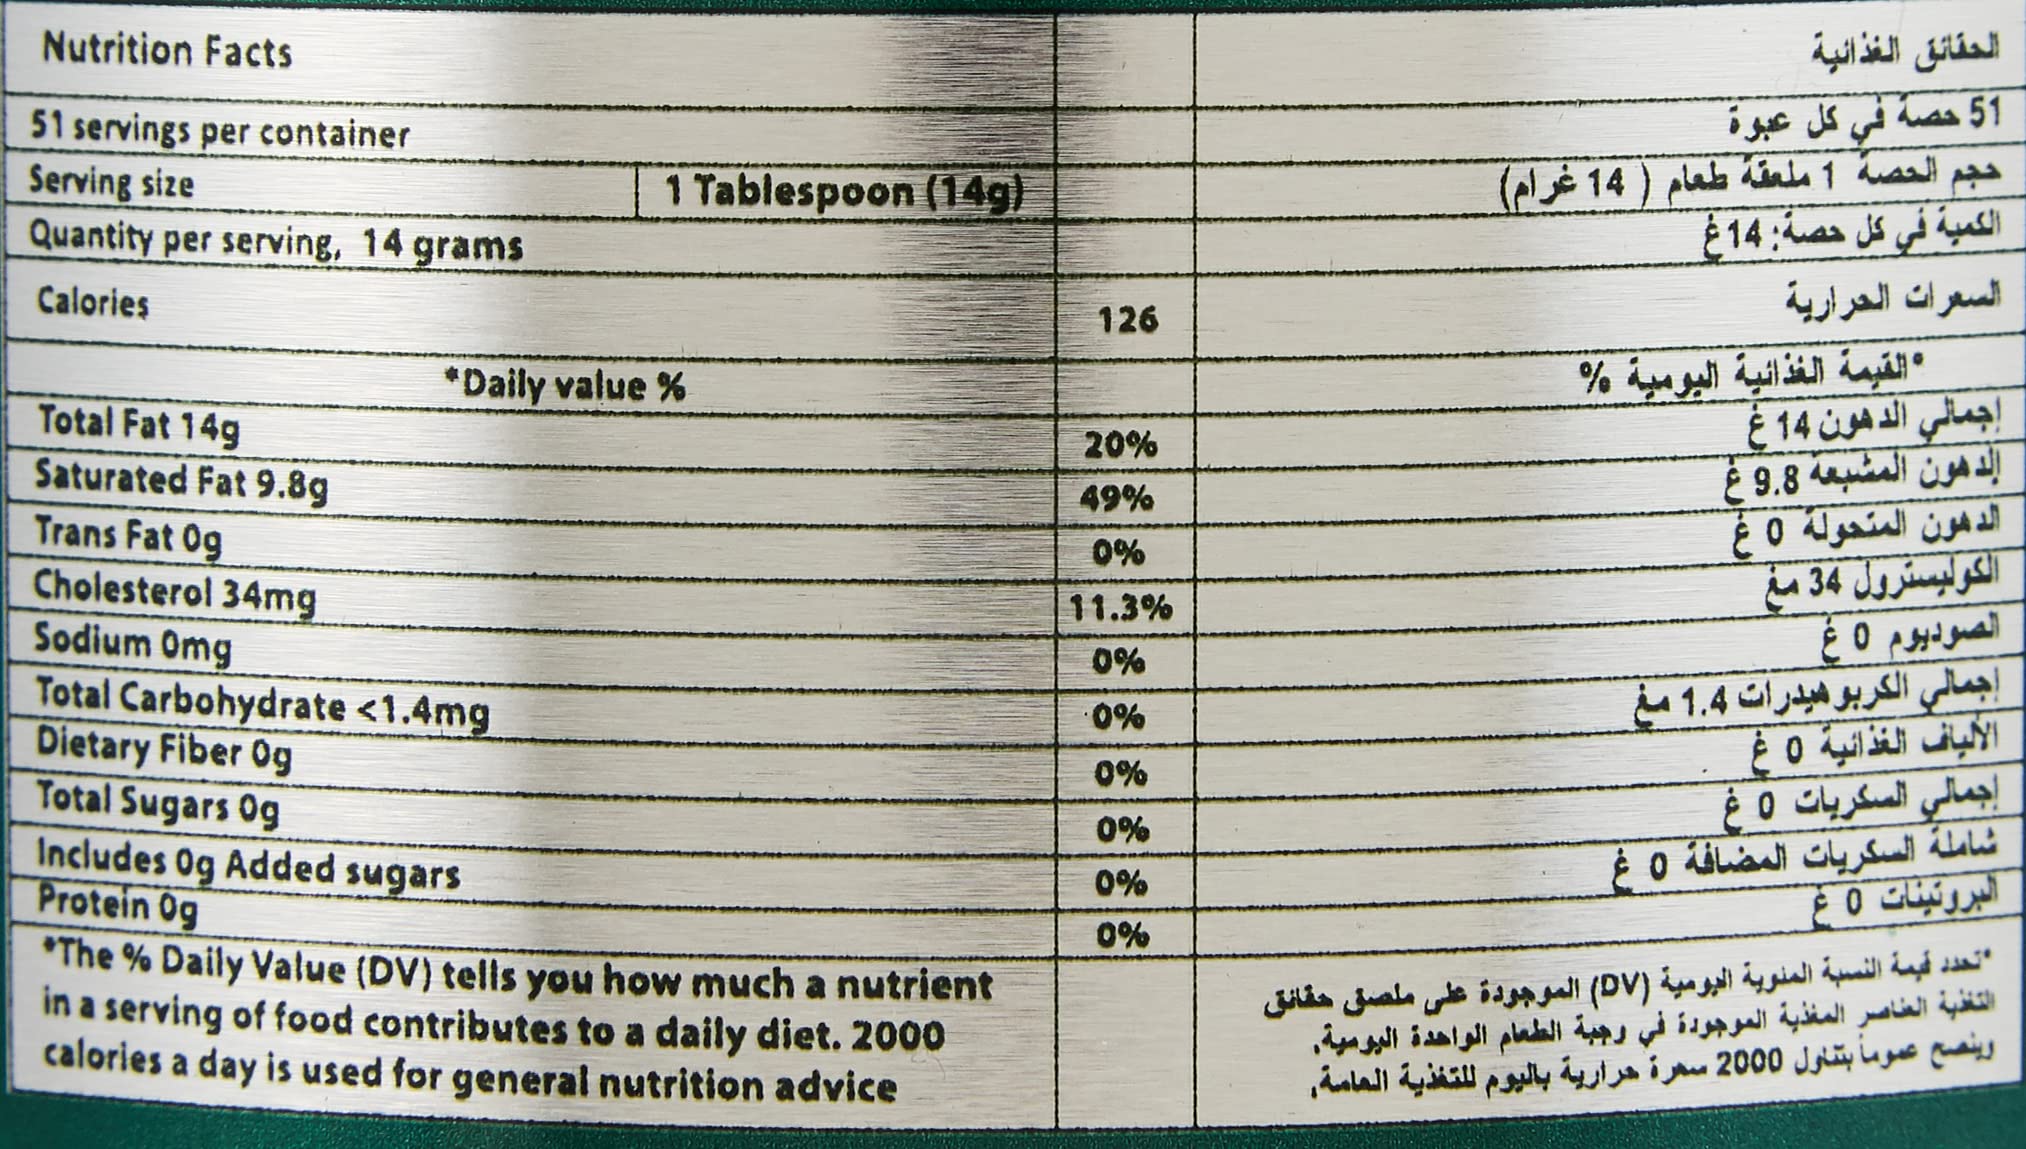 Nutrition Facts
الحقائق الغذائية
51 servings per container
51 حصة في كل عبوة
Serving size
1 Tablespoon (14g)
حجم الحصة 1 ملعقة طعام ( 14 غرام)
Quantity per serving, 14 grams
الكمية في كل حصة: 14غ
Calories
126
السعرات الحرارية
*Daily value %
*القيمة الغذائية اليومية %
Total Fat 14g
20%
إجمالي الدهون 14 غ
Saturated Fat 9.8g
49%
الدهون المشبعة 9.8 غ
Trans Fat 0g
0%
الدهون المتحولة 0 غ
Cholesterol 34mg
11.3%
الكوليسترول 34 مغ
Sodium 0mg
0%
الصوديوم 0 غ
Total Carbohydrate <1.4mg
0%
إجمالي الكربوهيدرات 1.4 مغ
Dietary Fiber 0g
0%
الألياف الغذائية 0 غ
Total Sugars 0g
0%
إجمالي السكريات 0 غ
Includes 0g Added sugars
0%
شاملة السكريات المضافة 0 غ
Protein 0g
0%
البروتينات 0 غ
*The % Daily Value (DV) tells you how much a nutrient
in a serving of food contributes to a daily diet. 2000
calories a day is used for general nutrition advice
*تحدد قيمة النسبة المئوية اليومية (DV) الموجودة على ملصق حقائق
التغذية العناصر المغذية الموجودة في وجبة الطعام الواحدة اليومية.
وينصح عموماً بتناول 2000 سعرة حرارية باليوم للتغذية العامة.